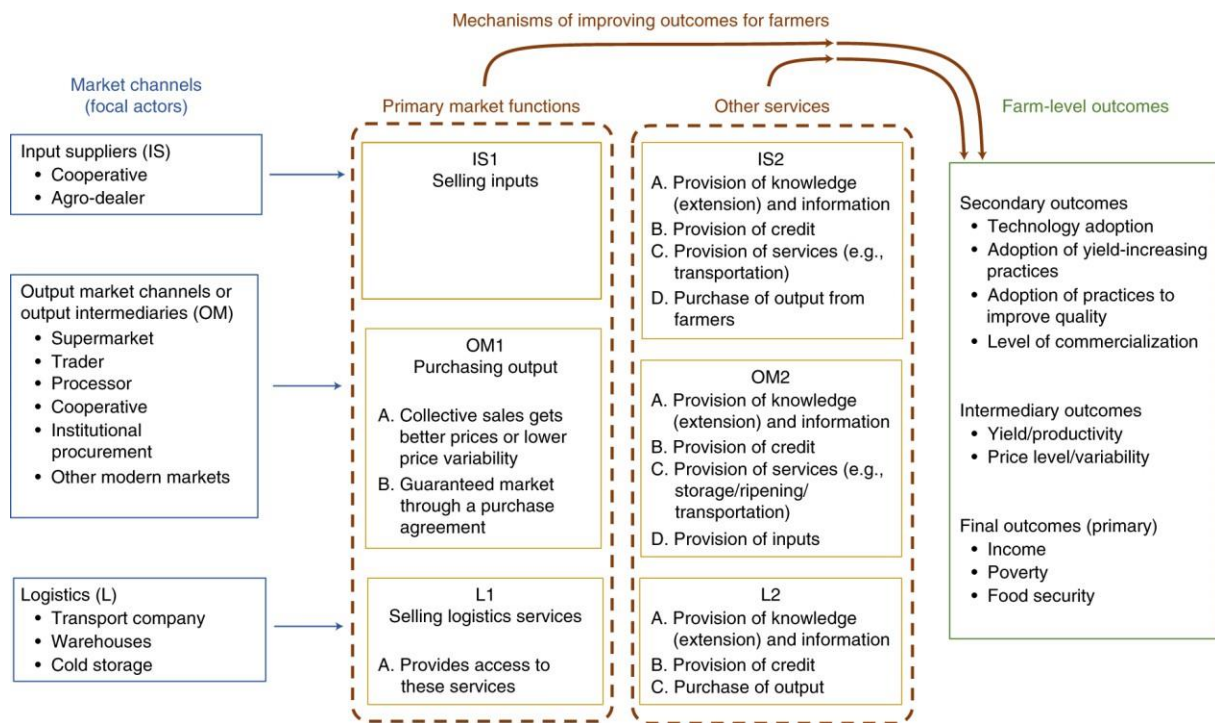 Mechanisms of improving outcomes for farmers
Market channels
(focal actors)
Primary market functions
Other services
Farm-level outcomes
Input suppliers (IS)
• Cooperative
• Agro-dealer
Output market channels or
output intermediaries (OM)
• Supermarket
• Trader
• Processor
• Cooperative
• Institutional
procurement
• Other modern markets
Logistics (L)
• Transport company
• Warehouses
• Cold storage
IS1
Selling inputs
OM1
Purchasing output
A. Collective sales gets
better prices or lower
price variability
B. Guaranteed market
through a purchase
agreement
L1
Selling logistics services
A. Provides access to
these services
IS2
A. Provision of knowledge
(extension) and information
B. Provision of credit
C. Provision of services (e.g.,
transportation)
D. Purchase of output from
farmers
OM2
A. Provision of knowledge
(extension) and information
B. Provision of credit
C. Provision of services (e.g.,
storage/ripening/
transportation)
D. Provision of inputs
L2
A. Provision of knowledge
(extension) and information
B. Provision of credit
C. Purchase of output
Secondary outcomes
• Technology adoption
• Adoption of yield-increasing
practices
• Adoption of practices to
improve quality
• Level of commercialization
Intermediary outcomes
• Yield/productivity
• Price level/variability
Final outcomes (primary)
• Income
• Poverty
• Food security